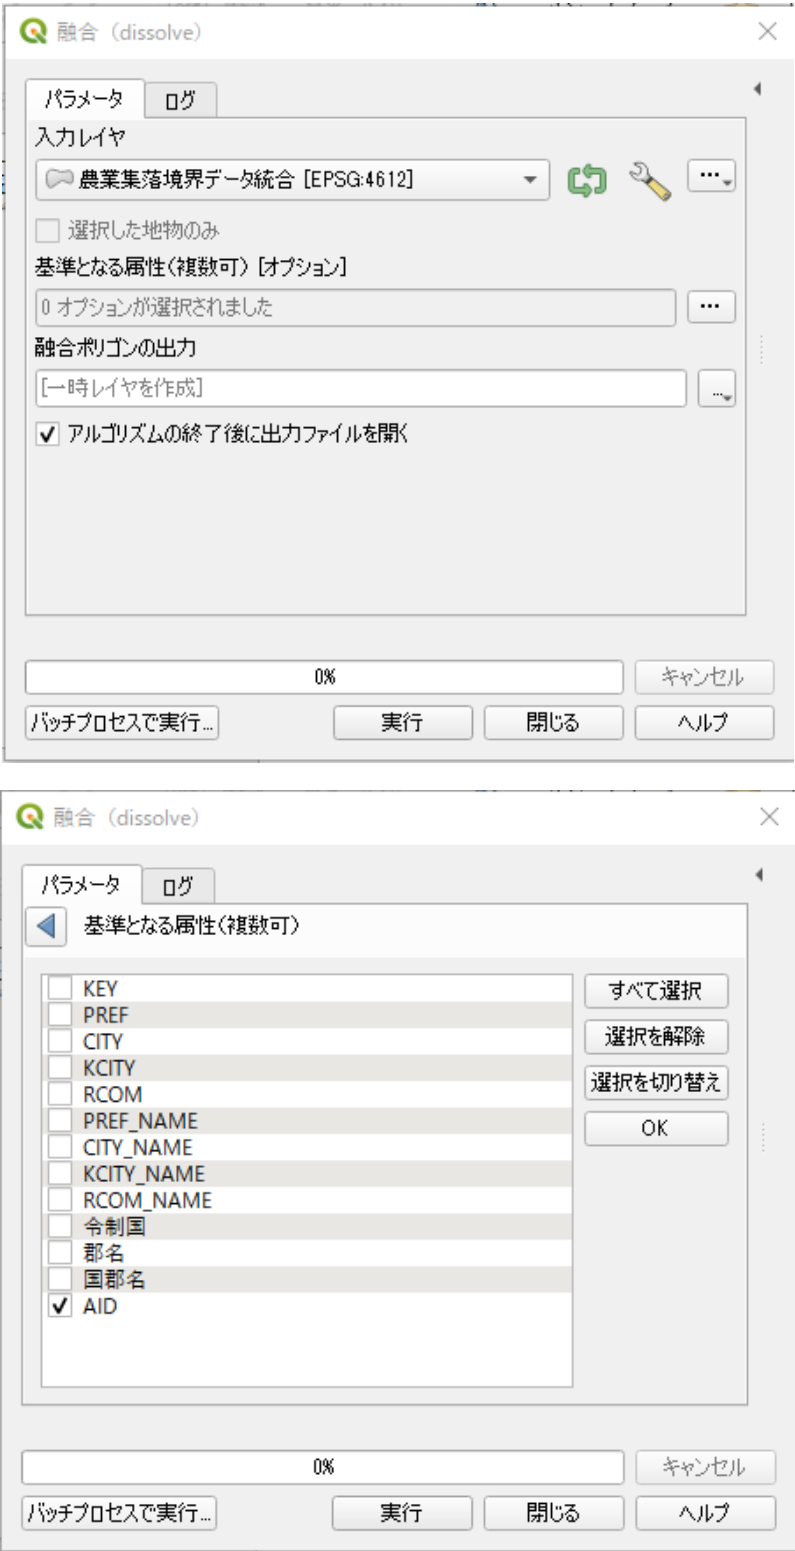 融合（dissolve）
パラメータ ログ
入力レイヤ
農業集落境界データ統合 [EPSG:4612]
選択した地物のみ
基準となる属性(複数可) [オプション]
0 オプションが選択されました
...
融合ポリゴンの出力
[一時レイヤを作成]
...
アルゴリズムの終了後に出力ファイルを開く
0%
キャンセル
バッチプロセスで実行...
実行
閉じる
ヘルプ
融合（dissolve）
パラメータ ログ
基準となる属性(複数可)
KEY
PREF
CITY
KCITY
RCOM
PREF_NAME
CITY_NAME
KCITY_NAME
RCOM_NAME
令制国
郡名
国郡名
AID
すべて選択
選択を解除
選択を切り替え
OK
0%
キャンセル
バッチプロセスで実行...
実行
閉じる
ヘルプ